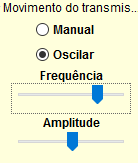 Movimento do transmis..
Manual
Oscilar
Frequência
Amplitude